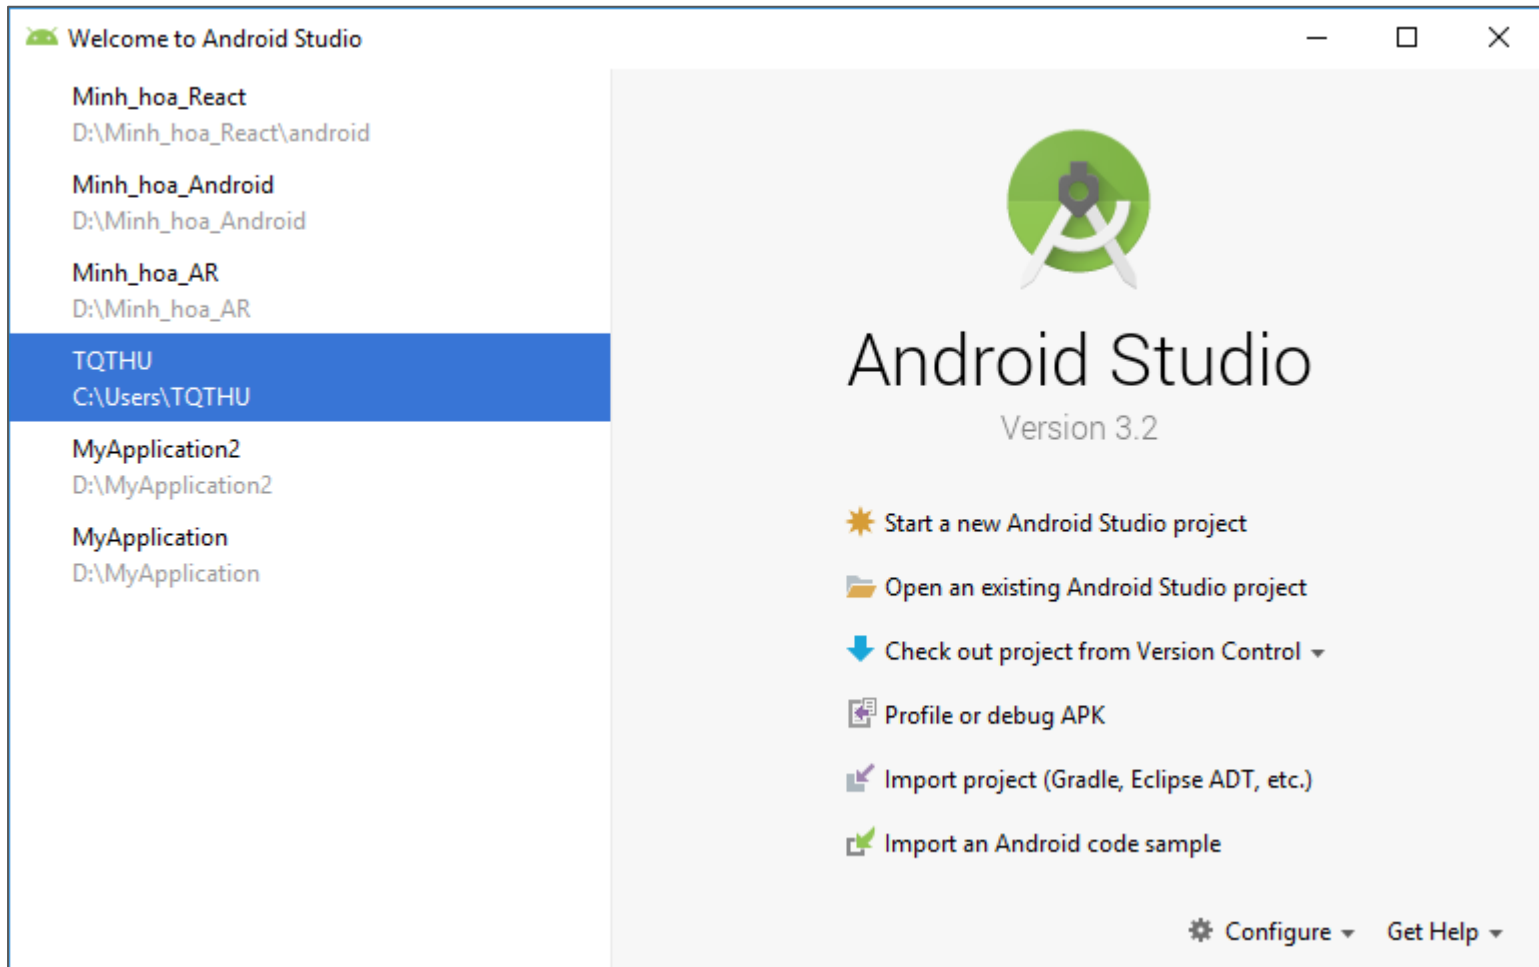 Welcome to Android Studio
Minh_hoa_React
D:\Minh_hoa_React\android
Minh_hoa_Android
D:\Minh_hoa_Android
Minh_hoa_AR
D:\Minh_hoa_AR
TQTHU
C:\Users\TQTHU
MyApplication2
D:\MyApplication2
MyApplication
D:\MyApplication
Android Studio
Version 3.2
Start a new Android Studio project
Open an existing Android Studio project
Check out project from Version Control
Profile or debug APK
Import project (Gradle, Eclipse ADT, etc.)
Import an Android code sample
Configure Get Help